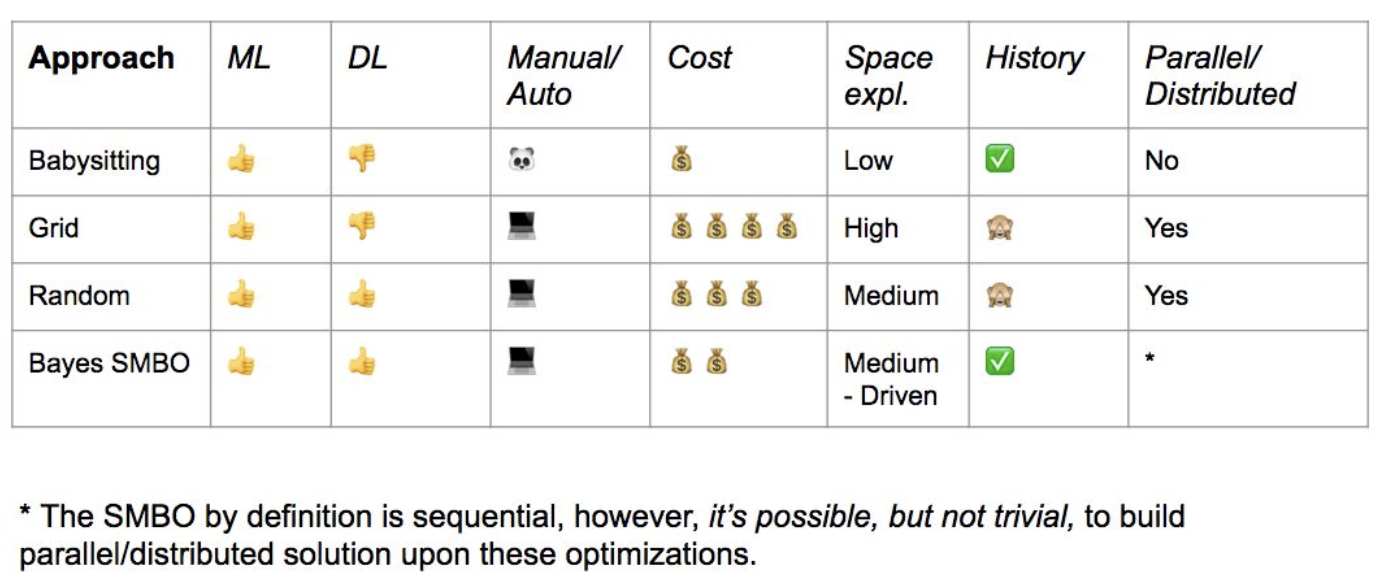 Approach ML DL Manual/ Cost Space History Parallel/
Auto expl. Distributed
Babysitting 👍 👎 🐼 💰 Low ✅ No
Grid 👍 👎 💻 💰 💰 💰 💰 High 🙈 Yes
Random 👍 👍 💻 💰 💰 💰 Medium 🙈 Yes
Bayes SMBO 👍 👍 💻 💰 💰 Medium ✅ *
- Driven
* The SMBO by definition is sequential, however, it’s possible, but not trivial, to build
parallel/distributed solution upon these optimizations.